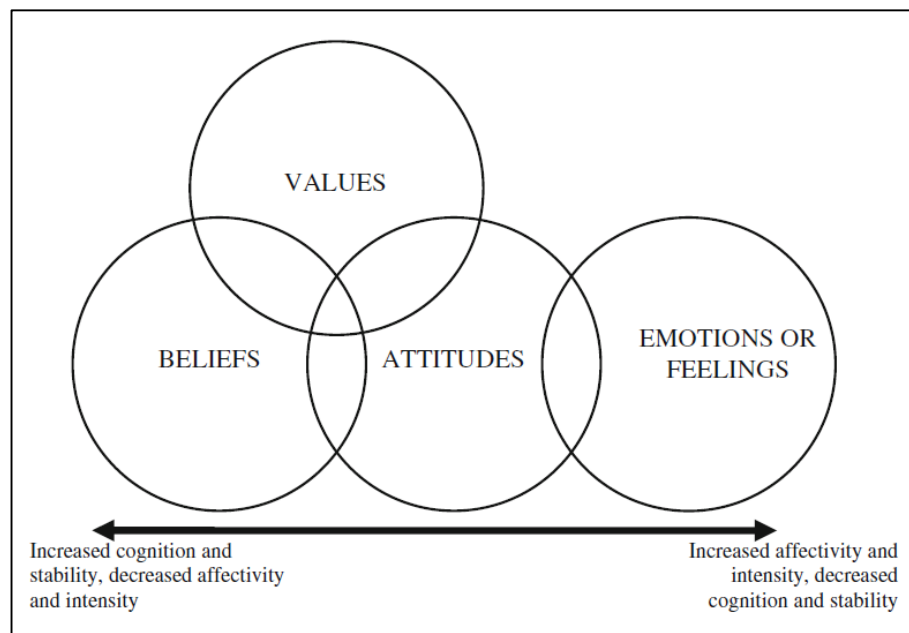 VALUES
BELIEFS
ATTITUDES
EMOTIONS OR
FEELINGS
Increased cognition and
stability, decreased affectivity
and intensity
Increased affectivity and
intensity, decreased
cognition and stability